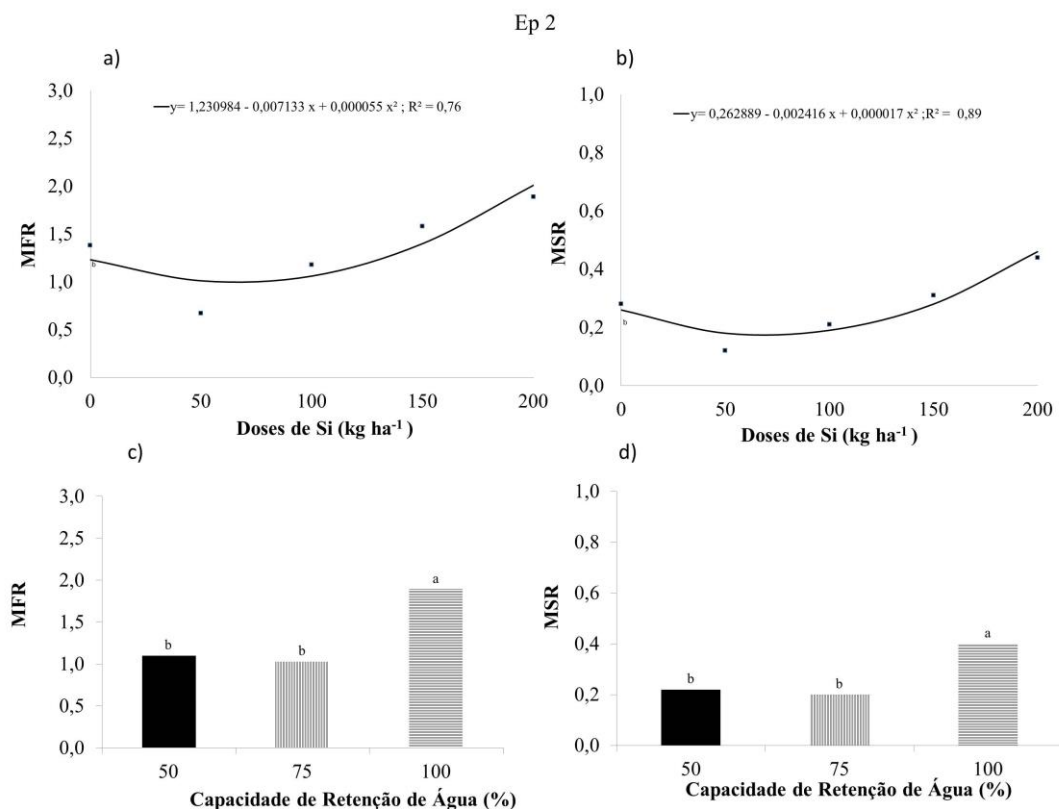 Ep 2
a)
3,0
2,5
2,0
1,5
1,0
0,5
0,0
MFR
y= 1,230984 - 0,007133 x + 0,000055 x² ; R² = 0,76
b
0 50 100 150 200
Doses de Si (kg ha⁻¹ )
b)
1,0
0,8
0,6
0,4
0,2
0,0
MSR
y= 0,262889 - 0,002416 x + 0,000017 x² ;R² = 0,89
b
0 50 100 150 200
Doses de Si (kg ha⁻¹ )
c)
3,0
2,5
2,0
1,5
1,0
0,5
0,0
MFR
b b a
50 75 100
Capacidade de Retenção de Água (%)
d)
1,0
0,8
0,6
0,4
0,2
0,0
MSR
b b a
50 75 100
Capacidade de Retenção de Água (%)